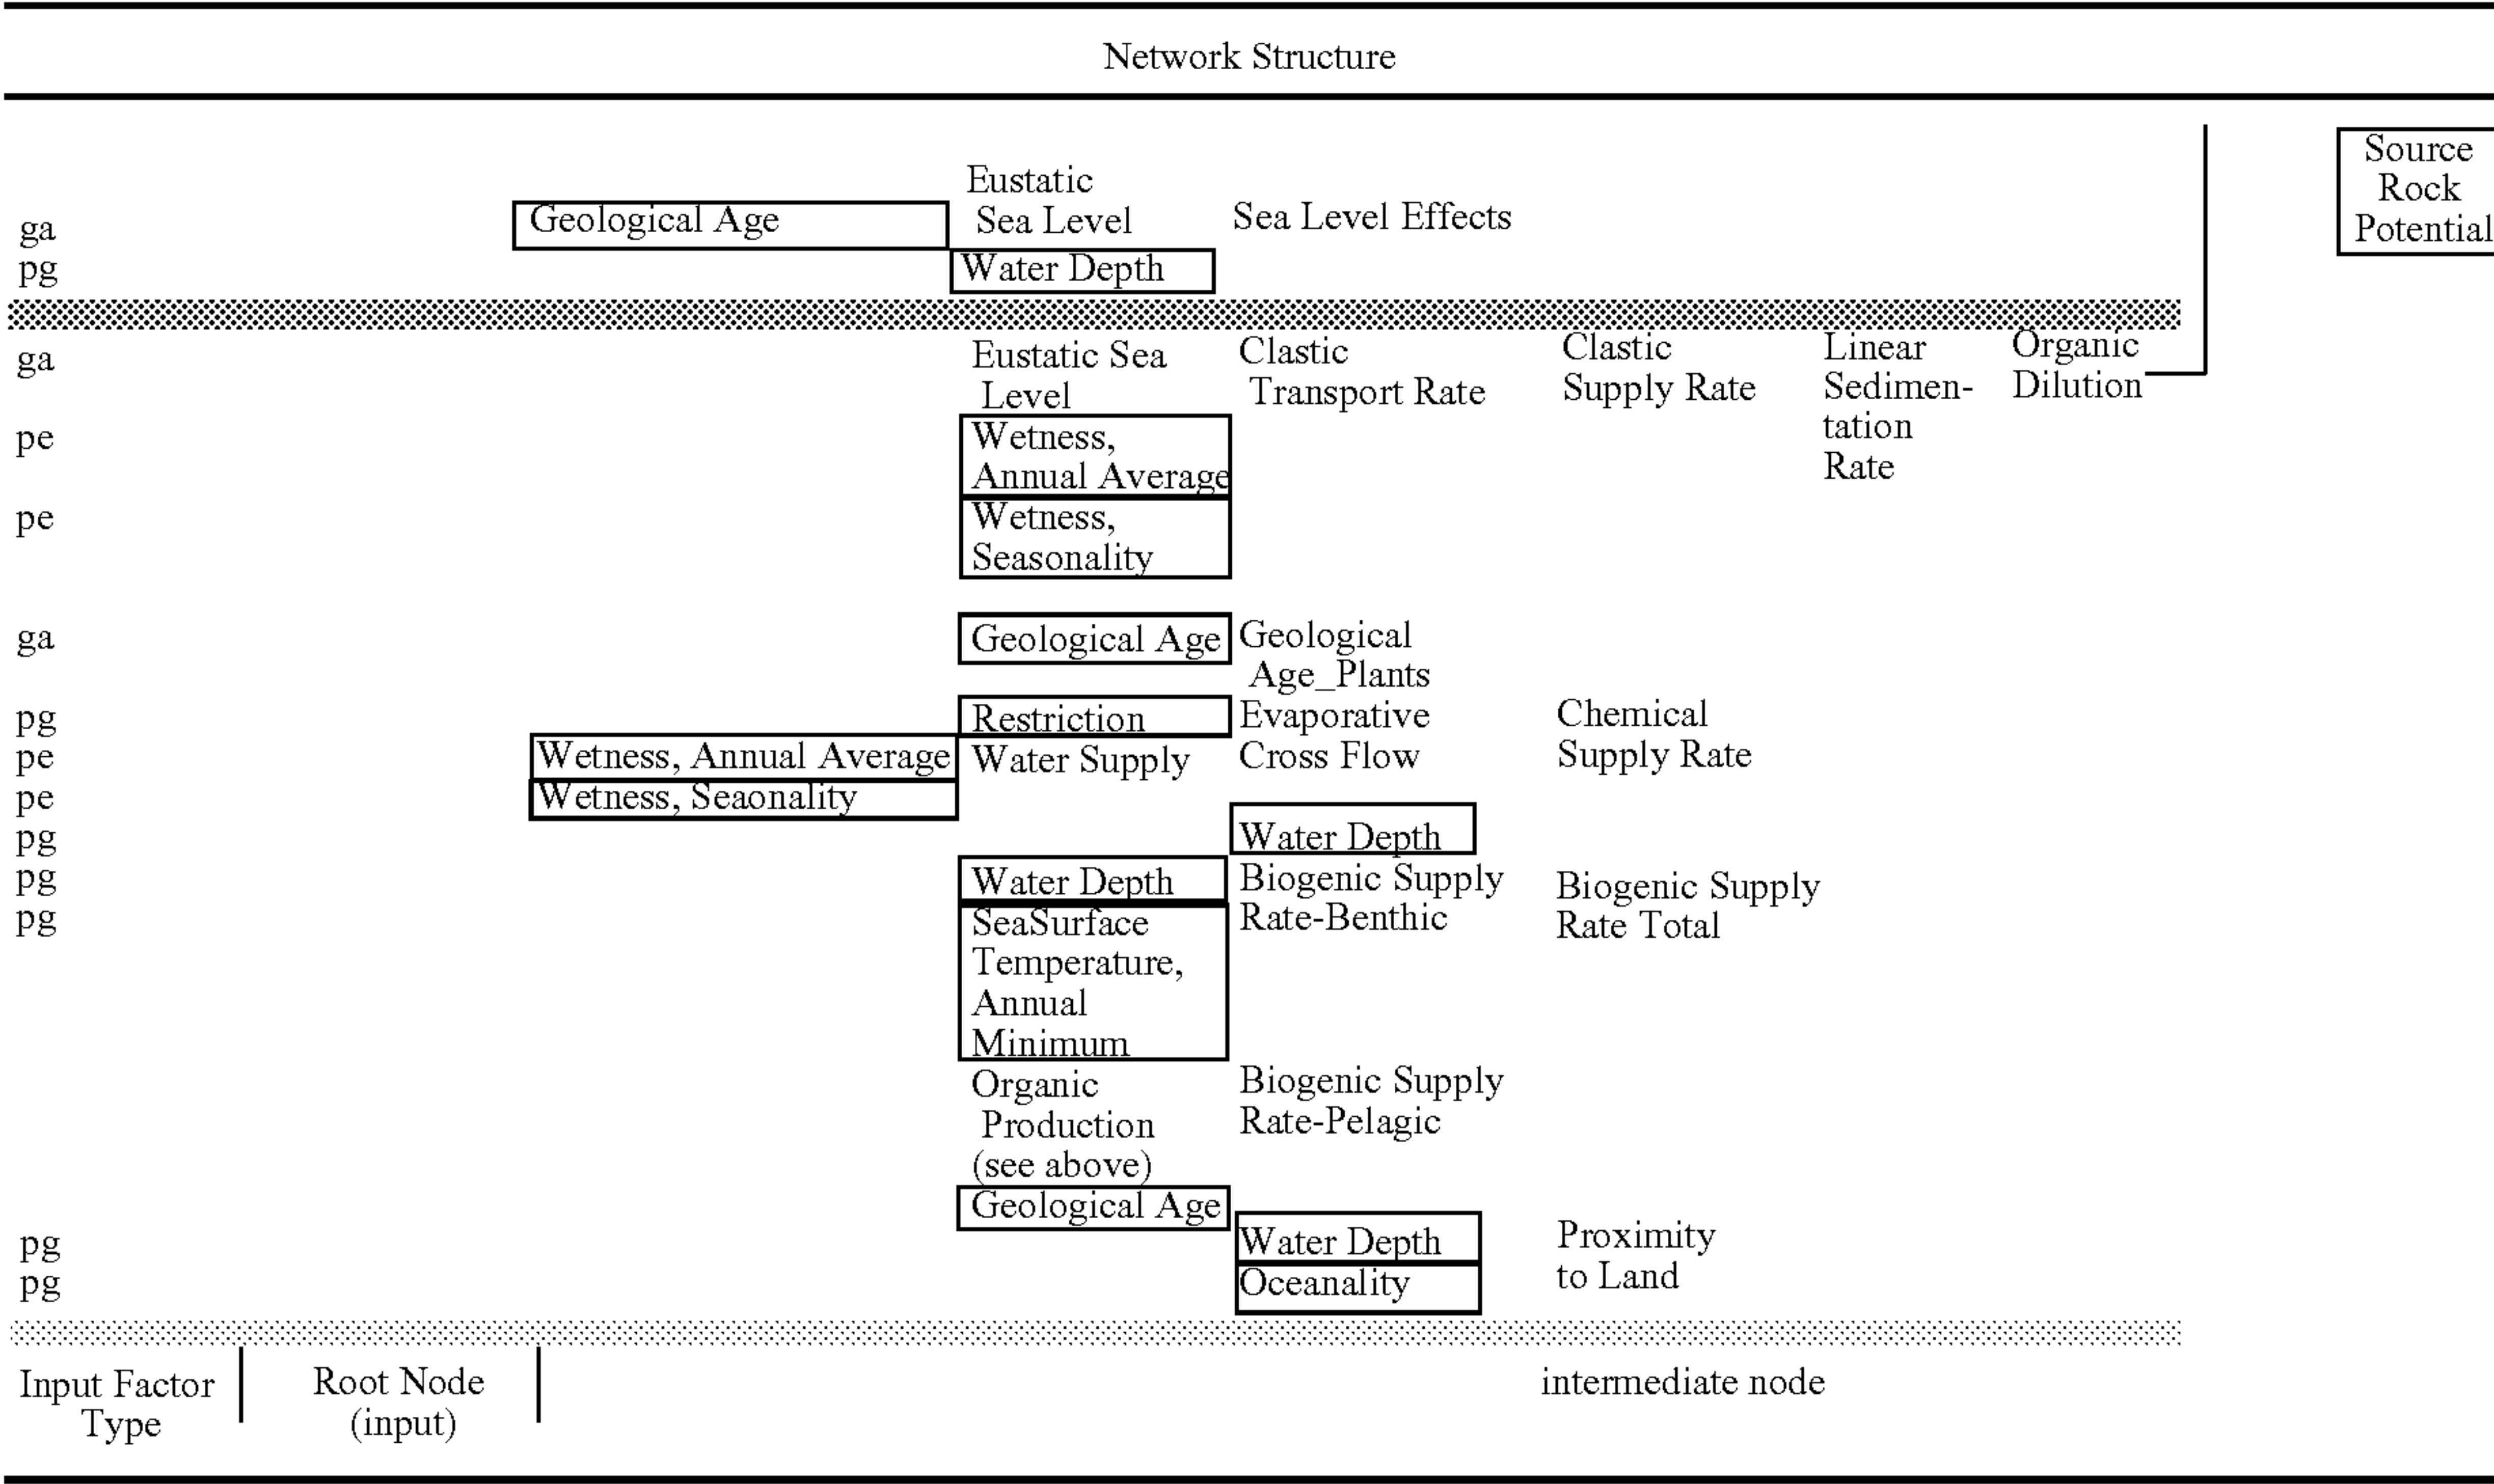 Network Structure
Source
Rock
Potential
Eustatic
Sea Level
Sea Level Effects
ga
Geological Age
pg
Water Depth
ga
Eustatic Sea
Level
Clastic
Transport Rate
Clastic
Supply Rate
Linear
Sedimen-
tation
Rate
Organic
Dilution
pe
Wetness,
Annual Average
pe
Wetness,
Seasonality
ga
Geological Age
Geological
Age_Plants
pg
Restriction
Evaporative
Cross Flow
Chemical
Supply Rate
pe
Wetness, Annual Average
Water Supply
pe
Wetness, Seaonality
pg
Water Depth
pg
Water Depth
Biogenic Supply
Rate-Benthic
Biogenic Supply
Rate Total
pg
SeaSurface
Temperature,
Annual
Minimum
Organic
Production
(see above)
Biogenic Supply
Rate-Pelagic
Geological Age
pg
Water Depth
Proximity
to Land
pg
Oceanality
Input Factor
Type
Root Node
(input)
intermediate node